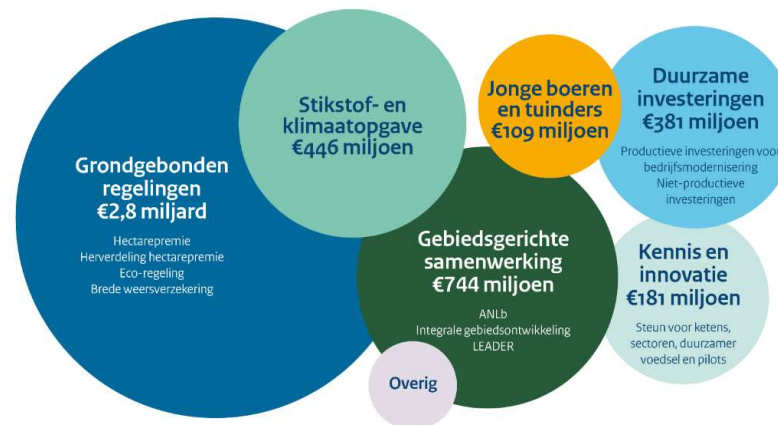 Grondgebonden
regelingen
€2,8 miljard
Hectarepremie
Herverdeling hectarepremie
Eco-regeling
Brede weersverzekering
Stikstof- en
klimaatopgave
€446 miljoen
Gebiedsgerichte
samenwerking
€744 miljoen
ANLb
Integrale gebiedsontwikkeling
LEADER
Overig
Jonge boeren
en tuinders
€109 miljoen
Duurzame
investeringen
€381 miljoen
Productieve investeringen voor
bedrijfsmodernisering
Niet-productieve
investeringen
Kennis en
innovatie
€181 miljoen
Steun voor ketens,
sectoren, duurzamer
voedsel en pilots